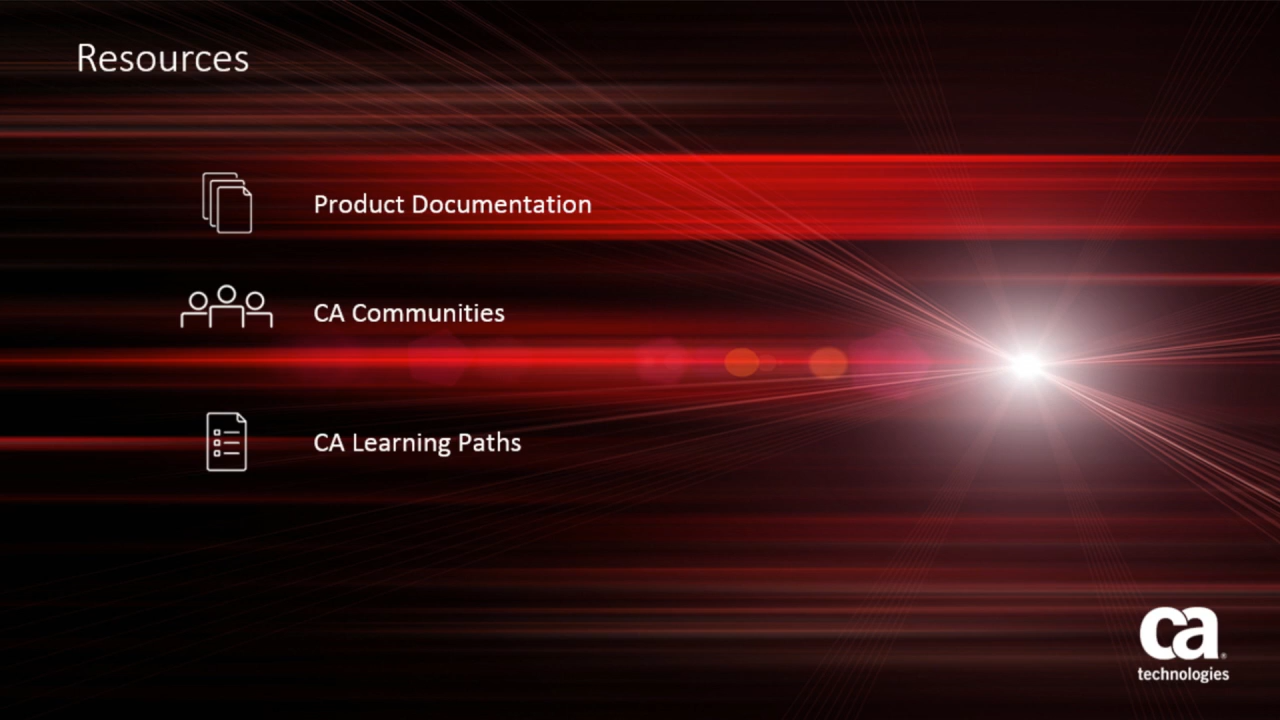 Resources
Product Documentation
CA Communities
CA Learning Paths
ca
technologies